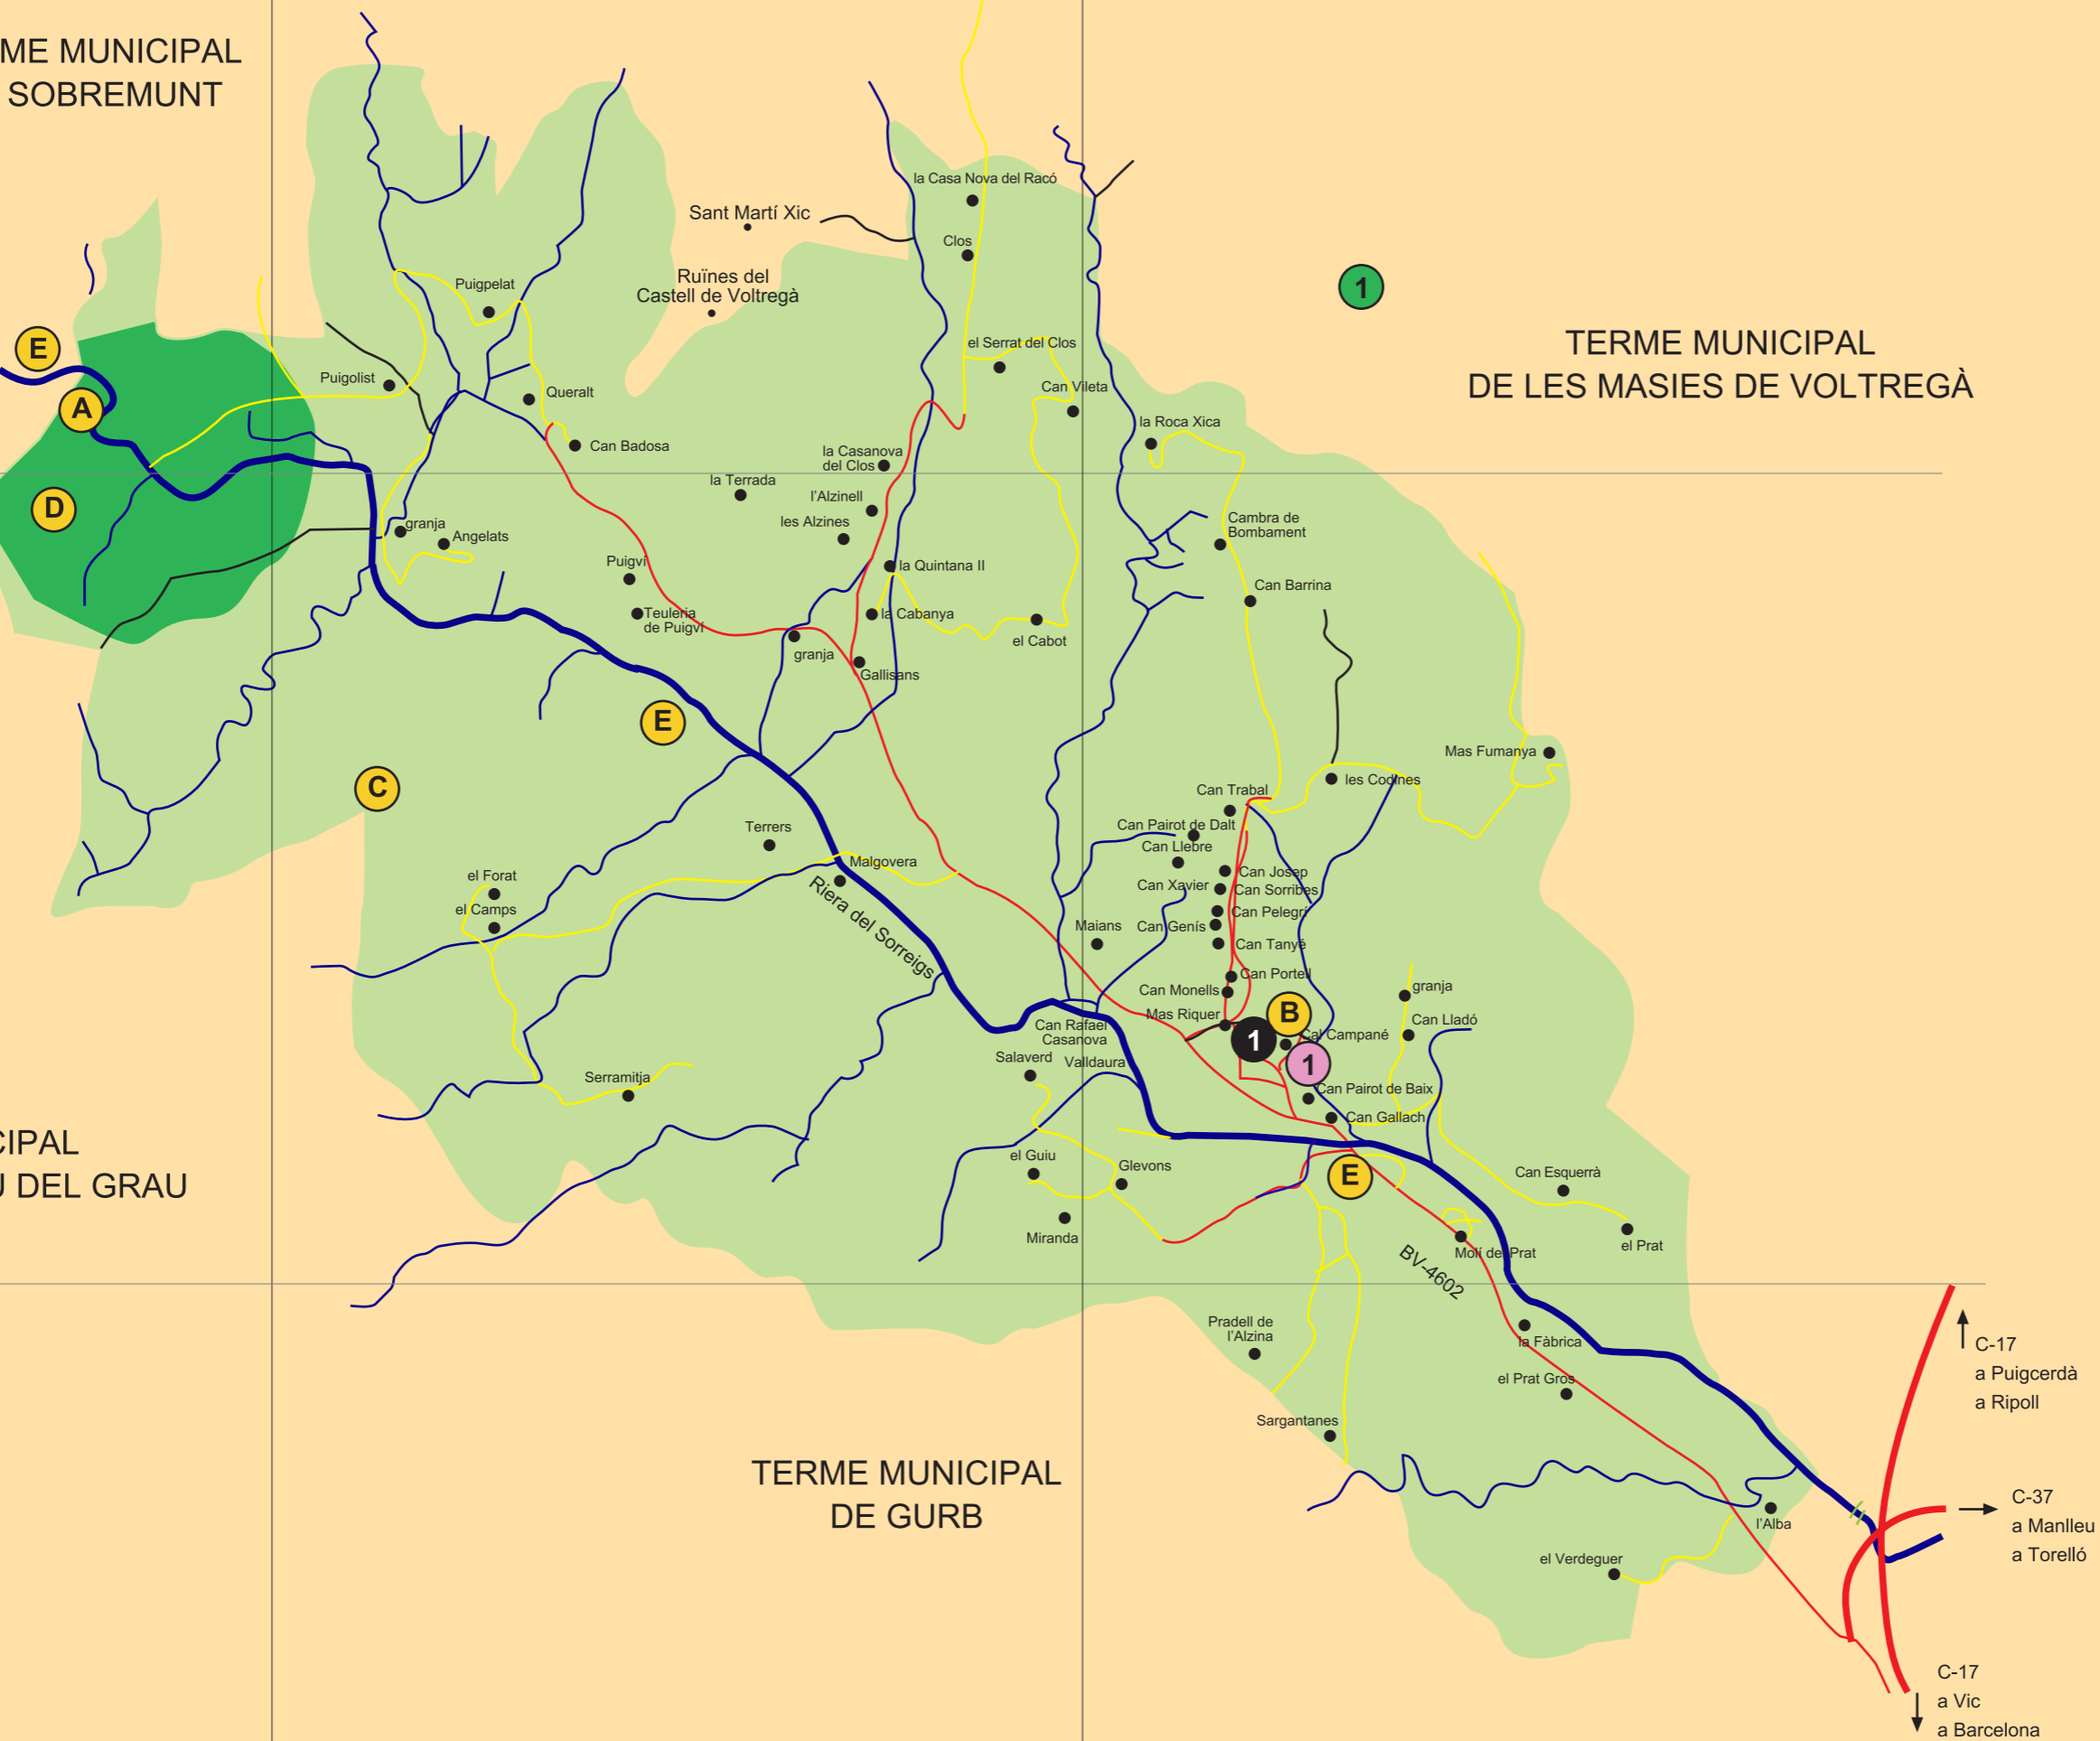 ME MUNICIPAL
SOBREMUNT
la Casa Nova del Racó
Sant Martí Xic
Clos
Ruïnes del
Castell de Voltregà
Puigpelat
1
TERME MUNICIPAL
DE LES MASIES DE VOLTREGÀ
E
el Serrat del Clos
Puigolist
Queralt
Can Vileta
A
la Roca Xica
Can Badosa
la Casanova
del Clos
la Terrada
l'Alzinell
D
les Alzines
granja
Angelats
Cambra de
Bombament
Puigví
la Quintana II
Can Barrina
Teuleria
de Puigví
la Cabanya
el Cabot
granja
Gallisans
E
Mas Fumanya
C
les Codines
Can Trabal
Terrers
Can Pairot de Dalt
Can Llebre
Malgovera
el Forat
Can Josep
Can Xavier
Can Sorribes
el Camps
Can Pelegrí
Riera del Sorreigs
Maians
Can Genís
Can Tanyé
Can Portell
Can Monells
granja
Mas Riquer
B
Can Lladó
Can Rafael
Casanova
1
Cal Campané
Salaverd
Valldaura
1
Serramitja
Can Pairot de Baix
Can Gallach
CIPAL
U DEL GRAU
el Guiu
Glevons
E
Can Esquerrà
Miranda
Molí del Prat
el Prat
BV-4602
Pradell de
l'Alzina
la Fàbrica
C-17
a Puigcerdà
a Ripoll
el Prat Gros
Sargantanes
TERME MUNICIPAL
DE GURB
C-37
a Manlleu
a Torelló
l'Alba
el Verdeguer
C-17
a Vic
a Barcelona